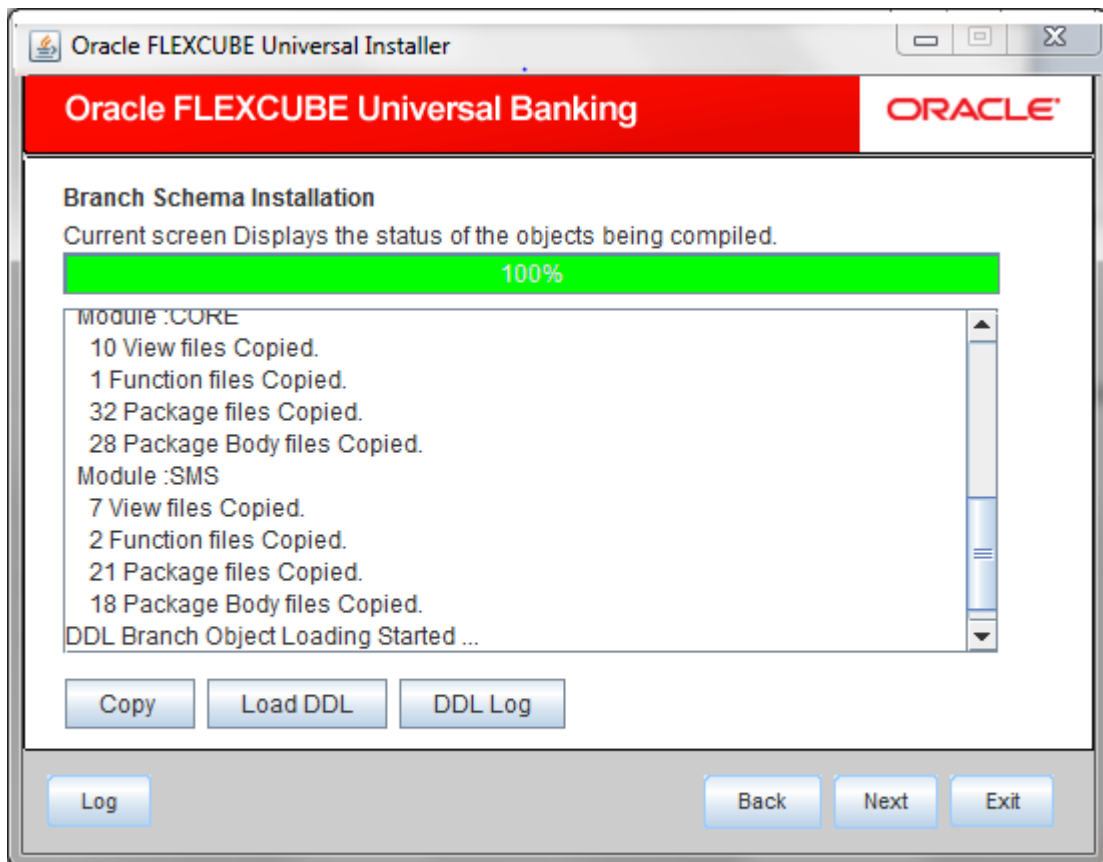 Oracle FLEXCUBE Universal Installer
Oracle FLEXCUBE Universal Banking
ORACLE
Branch Schema Installation
Current screen Displays the status of the objects being compiled.
100%
Module :CORE
10 View files Copied.
1 Function files Copied.
32 Package files Copied.
28 Package Body files Copied.
Module :SMS
7 View files Copied.
2 Function files Copied.
21 Package files Copied.
18 Package Body files Copied.
DDL Branch Object Loading Started ...
Copy Load DDL DDL Log
Log Back Next Exit